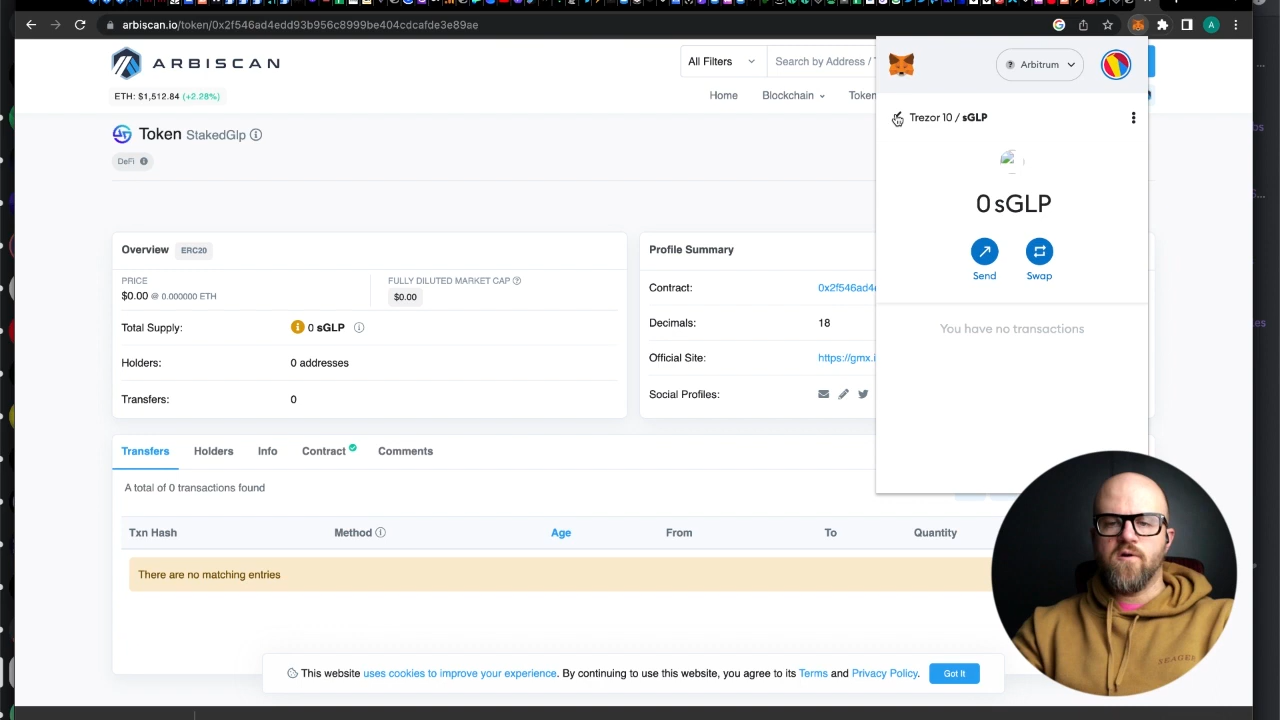 arbiscan.io/token/0x2f546ad4edd93b956c8999be404cdcafde3e89ae
A
ARBISCAN
All Filters
Search by Address /
ETH: $1,512.84 (+2.28%)
Home
Blockchain
Token StakedGlp
DeFi
Overview
ERC20
PRICE
$0.00 @ 0.000000 ETH
FULLY DILUTED MARKET CAP
$0.00
Total Supply:
0 sGLP
Holders:
0 addresses
Transfers:
0
Profile Summary
Contract:
Decimals:
18
Official Site:
Social Profiles:
Arbitrum
Trezor 10 / sGLP
0 sGLP
Send
Swap
You have no transactions
Transfers
Holders
Info
Contract
Comments
A total of 0 transactions found
Txn Hash
Method
Age
From
To
Quantity
There are no matching entries
This website uses cookies to improve your experience. By continuing to use this website, you agree to its Terms and Privacy Policy.
Got It